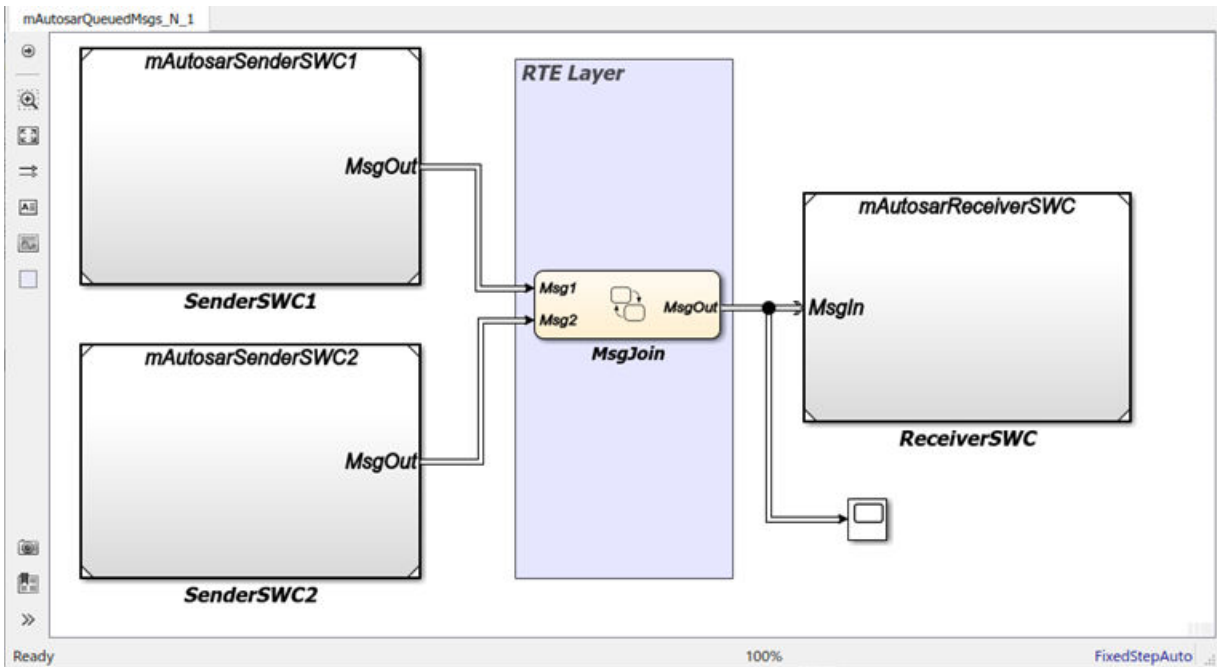 mAutosarQueuedMsgs_N_1
mAutosarSenderSWC1
MsgOut
SenderSWC1
mAutosarSenderSWC2
MsgOut
SenderSWC2
RTE Layer
Msg1
Msg2
MsgOut
MsgJoin
mAutosarReceiverSWC
MsgIn
ReceiverSWC
Ready
100%
FixedStepAuto